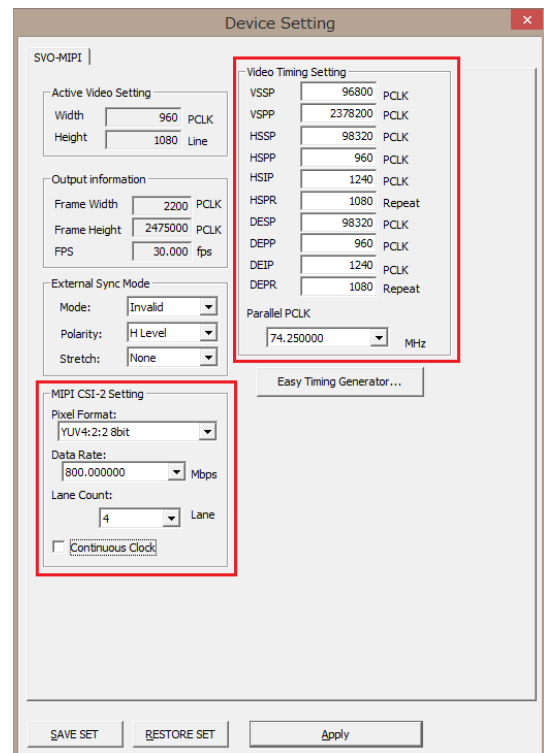 Device Setting
×
SVO-MIPI
Active Video Setting
Width 960 PCLK
Height 1080 Line
Output information
Frame Width 2200 PCLK
Frame Height 2475000 PCLK
FPS 30.000 fps
External Sync Mode
Mode: Invalid
Polarity: H Level
Stretch: None
MIPI CSI-2 Setting
Pixel Format:
YUV4:2:2 8bit
Data Rate:
800.000000 Mbps
Lane Count:
4 Lane
Continuous Clock
Video Timing Setting
VSSP 96800 PCLK
VSPP 2378200 PCLK
HSSP 98320 PCLK
HSPP 960 PCLK
HSIP 1240 PCLK
HSPR 1080 Repeat
DESP 98320 PCLK
DEPP 960 PCLK
DEIP 1240 PCLK
DEPR 1080 Repeat
Parallel PCLK
74.250000 MHz
Easy Timing Generator...
SAVE SET RESTORE SET Apply